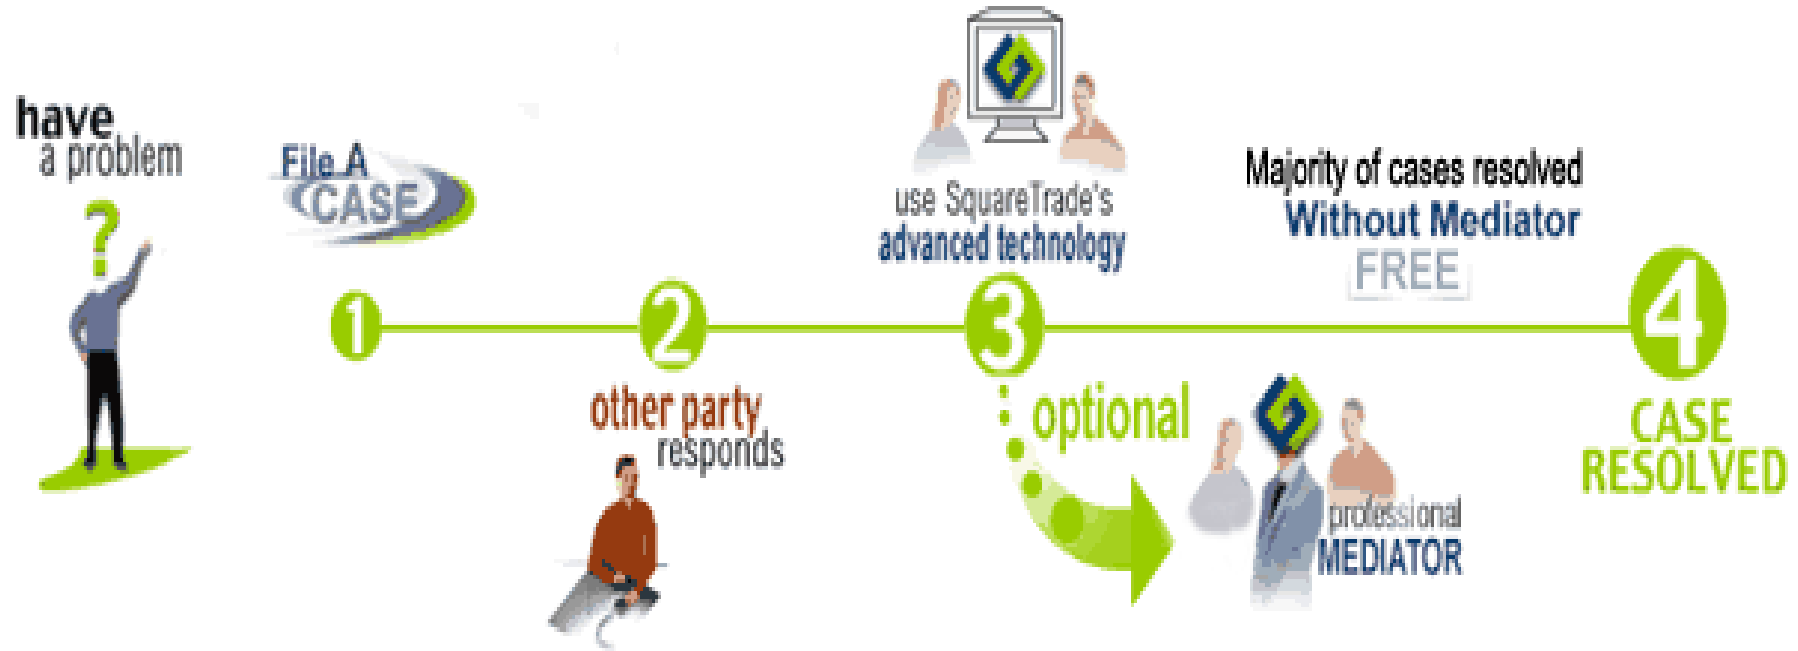 have
a problem
?
File A
CASE
1
2
other party
responds
use SquareTrade's
advanced technology
3
optional
professional
MEDIATOR
Majority of cases resolved
Without Mediator
FREE
4
CASE
RESOLVED